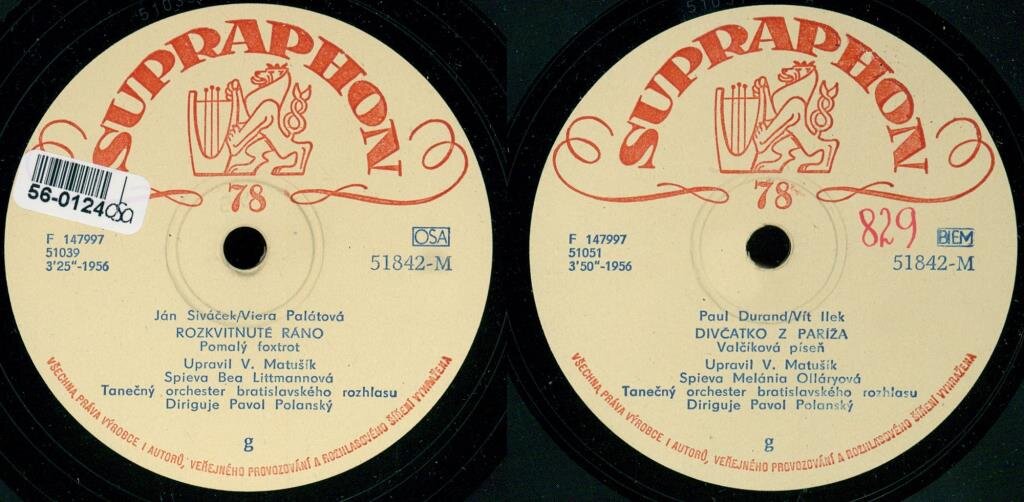 SUPRAPHON
78
56-0124
osa
F 147997
51039
3'25"-1956
OSA
51842-M
Ján Siváček/Viera Palátová
ROZKVITNUTÉ RÁNO
Pomalý foxtrot
Upravil V. Matušík
Spieva Bea Littmannová
Tanečný orchester bratislavského rozhlasu
Diriguje Pavol Polanský
g
VŠECHNA PRÁVA VÝROBCE I AUTORŮ, VEŘEJNÉHO PROVOZOVÁNÍ A ROZHLASOVÉHO ŠÍŘENÍ VYHRAŽENA
SUPRAPHON
78
829
F 147997
51051
3'50"-1956
BIEM
51842-M
Paul Durand/Vít Ilek
DIVČATKO Z PARÍŽA
Valčíková píseň
Upravil V. Matušík
Spieva Melánia Olláryová
Tanečný orchester bratislavského rozhlasu
Diriguje Pavol Polanský
g
VŠECHNA PRÁVA VÝROBCE I AUTORŮ, VEŘEJNÉHO PROVOZOVÁNÍ A ROZHLASOVÉHO ŠÍŘENÍ VYHRAŽENA